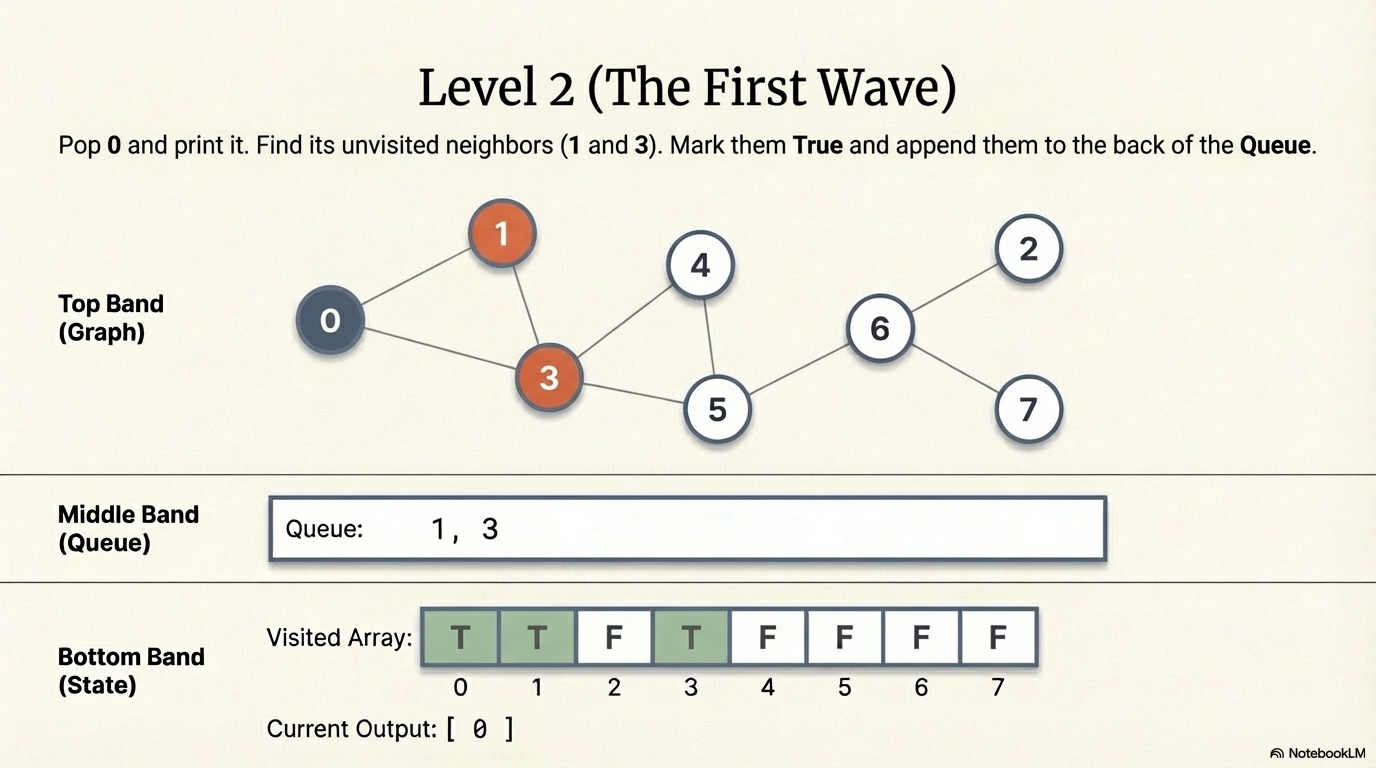 Level 2 (The First Wave)
Pop 0 and print it. Find its unvisited neighbors (1 and 3). Mark them True and append them to the back of the Queue.
Top Band
(Graph)
0
1
3
4
5
6
2
7
Middle Band
(Queue)
Queue: 1, 3
Bottom Band
(State)
Visited Array: T T F T F F F F
0 1 2 3 4 5 6 7
Current Output: [ 0 ]
NotebookLM